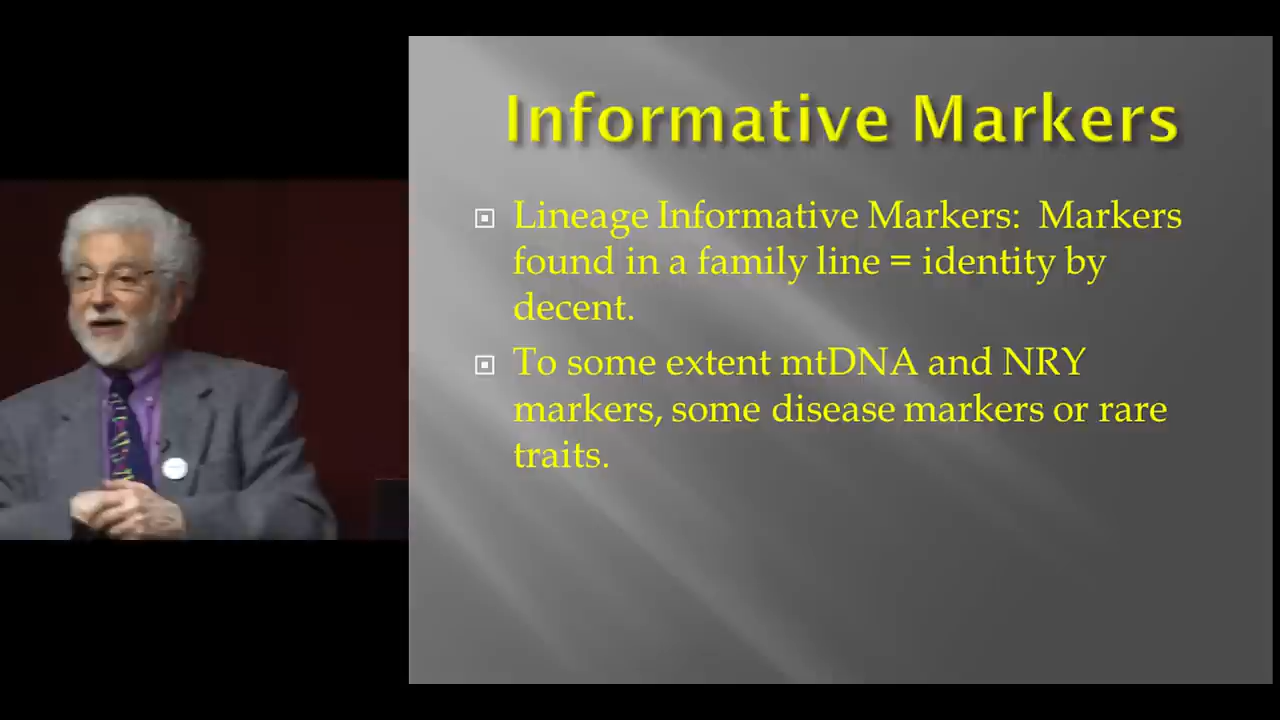 Informative Markers
Lineage Informative Markers: Markers
found in a family line = identity by
decent.
To some extent mtDNA and NRY
markers, some disease markers or rare
traits.